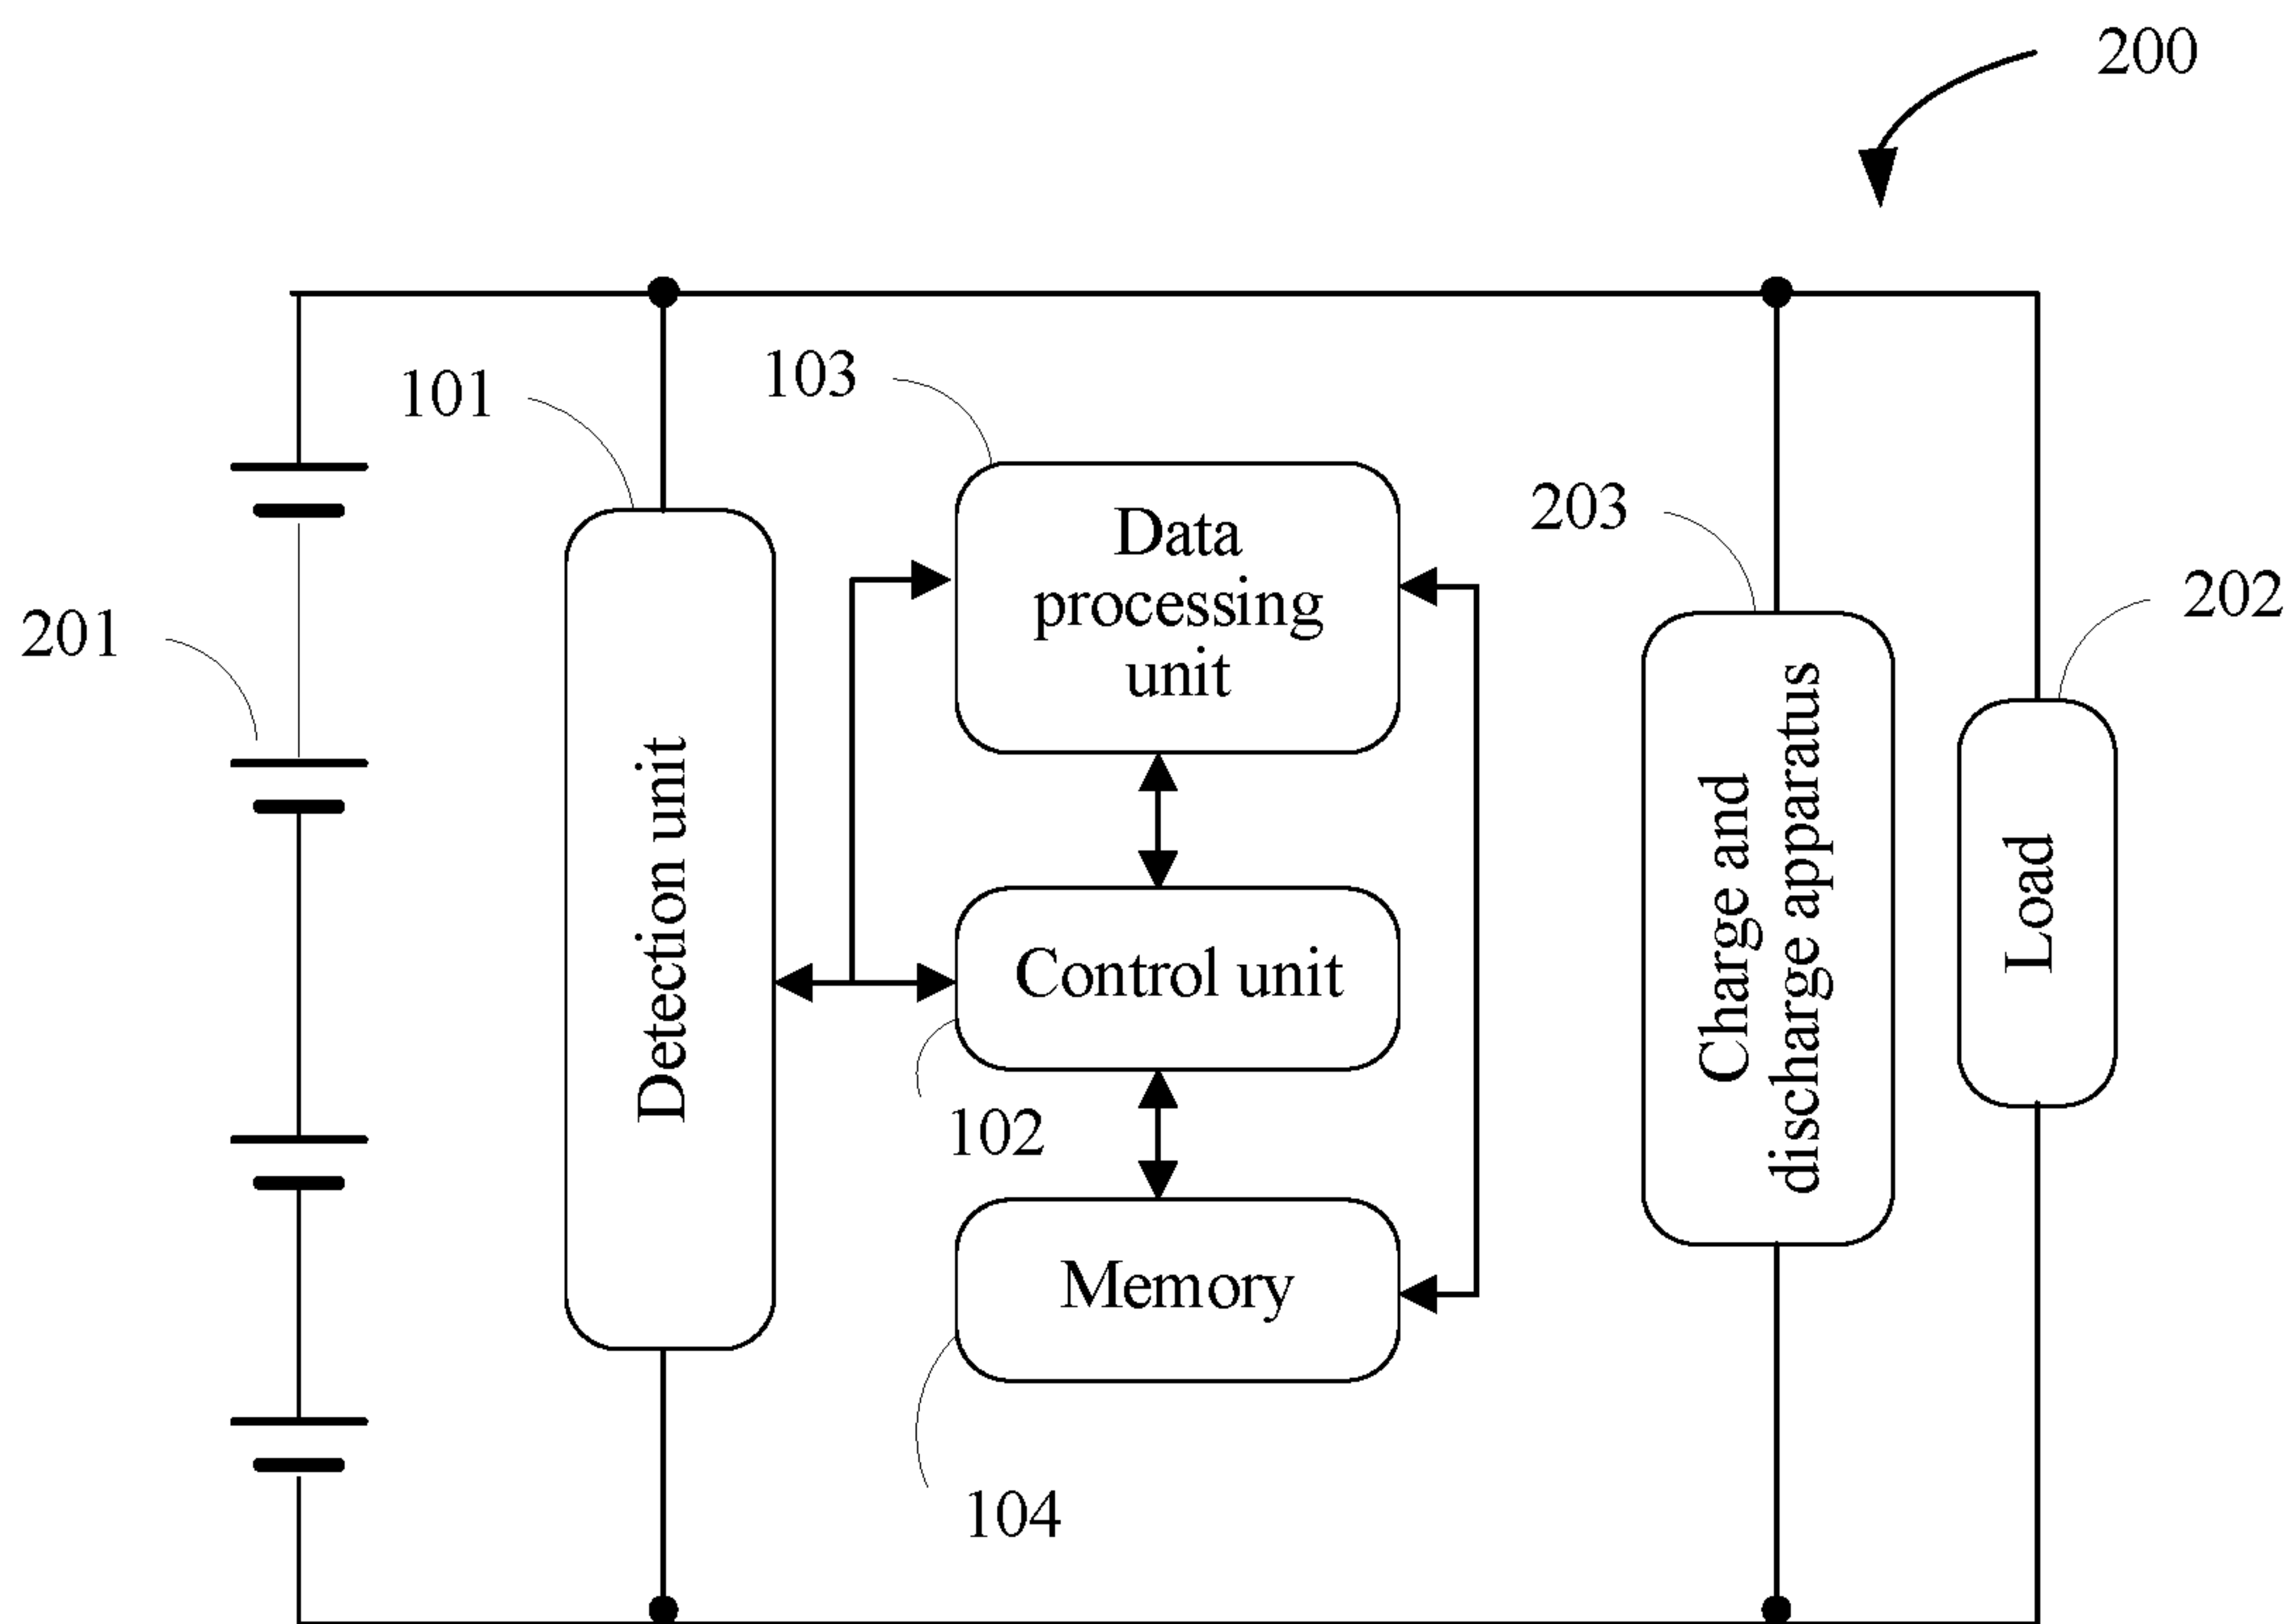 200
103
101
203
Data
processing
unit
202
201
Detection unit
Charge and
discharge apparatus
Load
Control unit
102
Memory
104